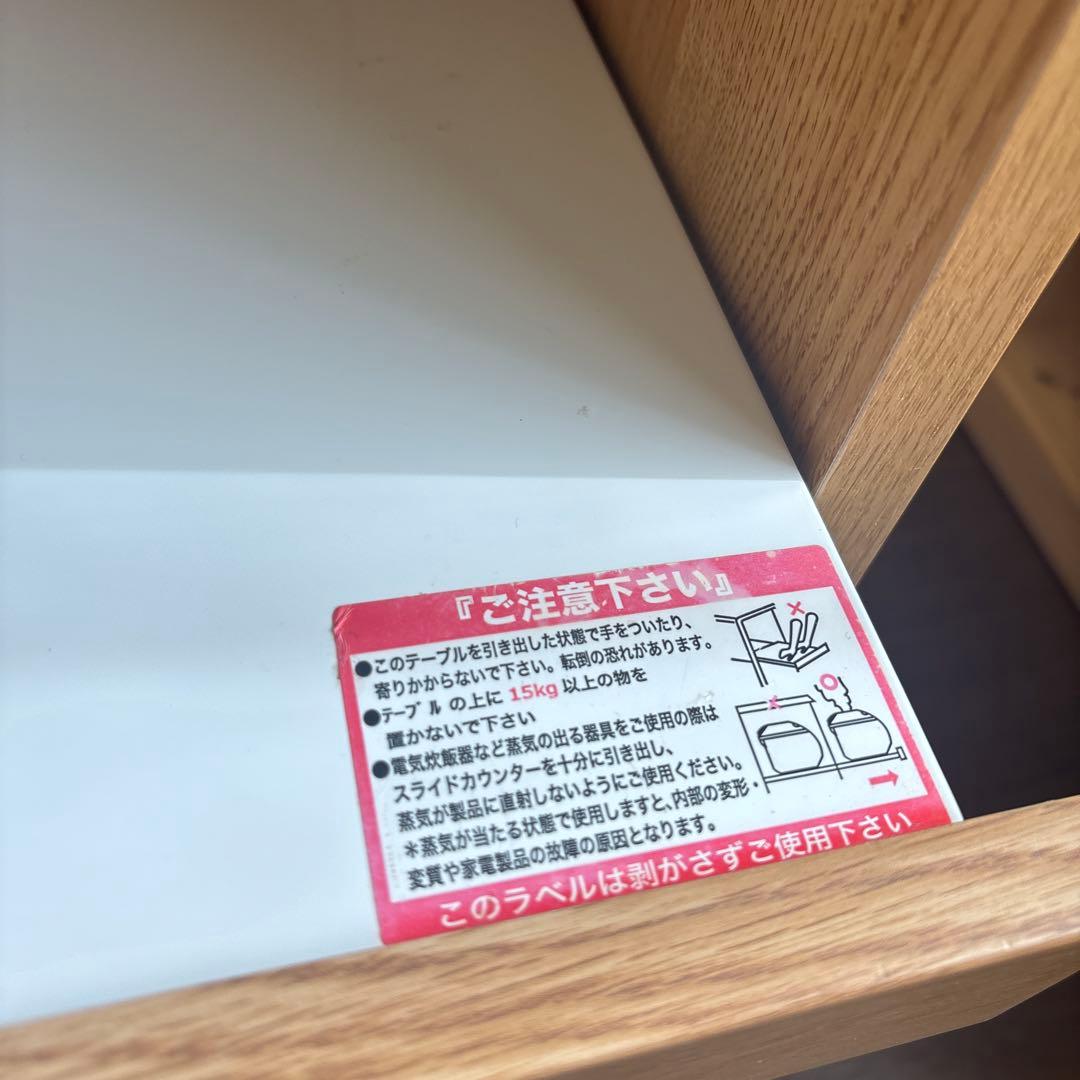 『ご注意下さい』
●このテーブルを引き出した状態で手をついたり、
寄りかからないで下さい。転倒の恐れがあります。
●テーブルの上に 15kg 以上の物を
置かないで下さい
●電気炊飯器など蒸気の出る器具をご使用の際は
スライドカウンターを十分に引き出し、
蒸気が製品に直射しないようにご使用ください。
＊蒸気が当たる状態で使用しますと、内部の変形・
変質や家電製品の故障の原因となります。
このラベルは剥がさずご使用下さい